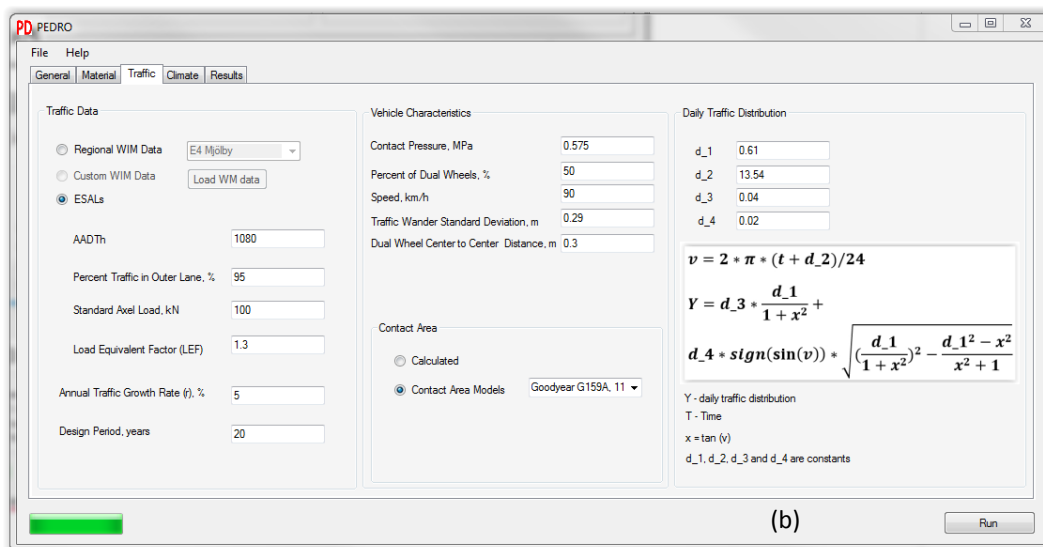 PD PEDRO
File Help
General Material Traffic Climate Results
Traffic Data
Regional WIM Data E4 Mjölby
Custom WIM Data Load WM data
ESALs
AADTh 1080
Percent Traffic in Outer Lane, % 95
Standard Axel Load, kN 100
Load Equivalent Factor (LEF) 1.3
Annual Traffic Growth Rate (r), % 5
Design Period, years 20
Vehicle Characteristics
Contact Pressure, MPa 0.575
Percent of Dual Wheels, % 50
Speed, km/h 90
Traffic Wander Standard Deviation, m 0.29
Dual Wheel Center to Center Distance, m 0.3
Contact Area
Calculated
Contact Area Models Goodyear G159A, 11
Daily Traffic Distribution
d_1 0.61
d_2 13.54
d_3 0.04
d_4 0.02
v = 2 * π * (t + d_2)/24
Y = d_3 * d_1 / (1 + x²) +
d_4 * sign(sin(v)) * √((d_1 / (1 + x²))² − (d_1² − x²) / (x² + 1))
Y - daily traffic distribution
T - Time
x = tan (v)
d_1, d_2, d_3 and d_4 are constants
(b)
Run